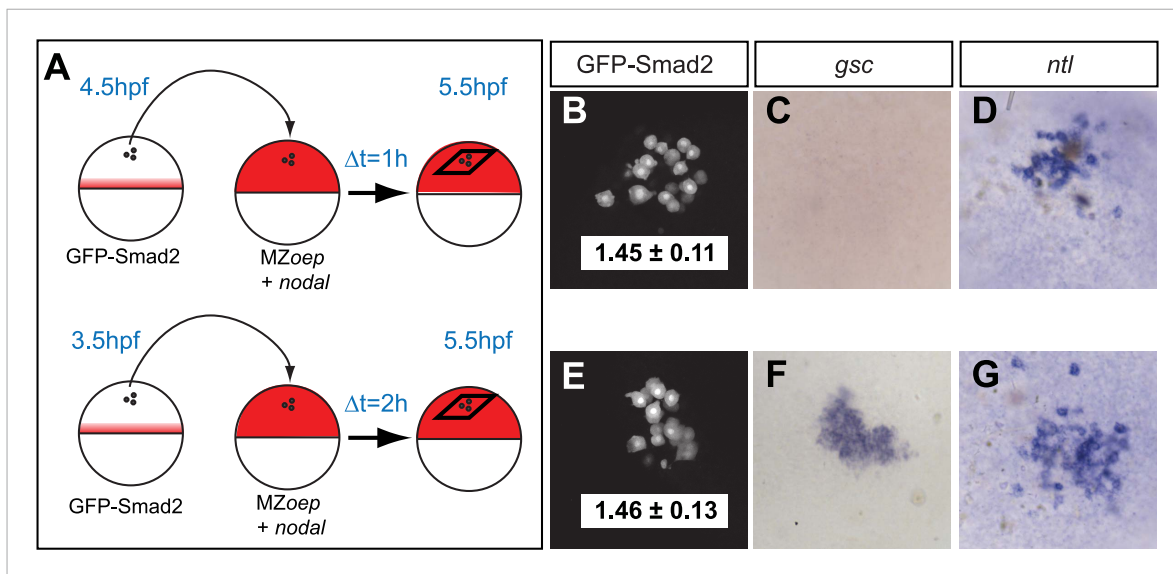 A
4.5hpf
5.5hpf
Δt=1h
GFP-Smad2
MZoep
+ nodal
3.5hpf
5.5hpf
Δt=2h
GFP-Smad2
MZoep
+ nodal
GFP-Smad2
gsc
ntl
B
1.45 ± 0.11
C
D
E
1.46 ± 0.13
F
G